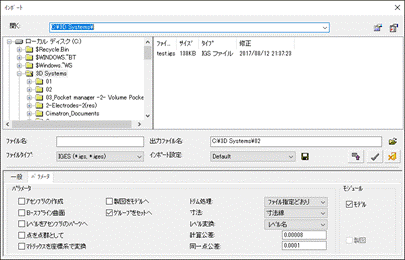 インポート
開く:
C:¥3D Systems¥
ローカル ディスク (C:)
$Recycle.Bin
$WINDOWS.~BT
$Windows.~WS
3D Systems
01
02
03_Pocket manager -2- Volume Pocke
2-Electrodes-2(res)
Cimatron_Documents
ファイ... サイズ タイプ 修正
test.igs 138KB IGS ファイル 2017/08/12 21:37:23
ファイル名:
出力ファイル名: C:¥3D Systems¥02
ファイルタイプ: IGES (*.igs, *.iges)
インポート設定: Default
一般 パラメータ
パラメータ
アセンブリの作成
B-スプライン曲面
レベルをアセンブリのパーツへ
点を点群として
マトリックスを座標系で変換
製図をモデルへ
グループをセットへ
トリム処理: ファイル指定どおり
寸法: 寸法線
レベル変換: レベル名
計算公差: 0.00008
同一点公差: 0.0001
モジュール
モデル
製図